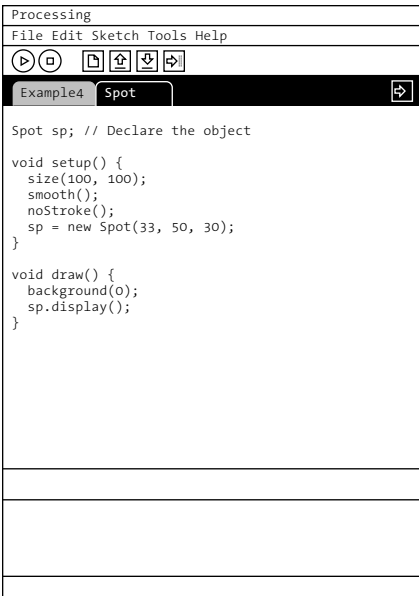 Processing
File Edit Sketch Tools Help
Example4 Spot
Spot sp; // Declare the object
void setup() {
size(100, 100);
smooth();
noStroke();
sp = new Spot(33, 50, 30);
}
void draw() {
background(0);
sp.display();
}